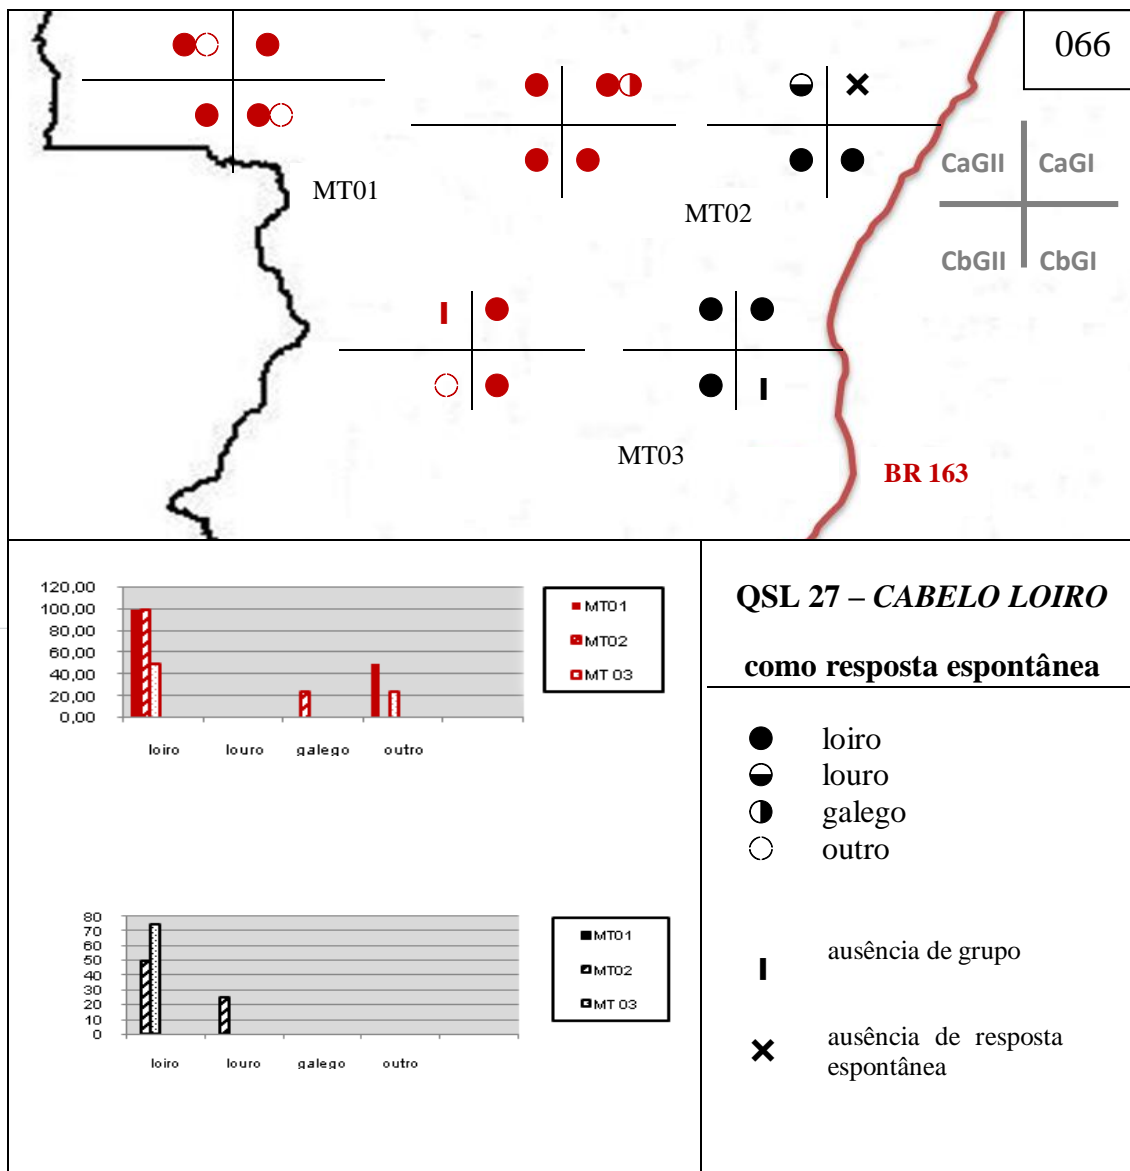 066
CaGII CaGI
CbGII CbGI
MT01
MT02
MT03
BR 163
120,00
100,00
80,00
60,00
40,00
20,00
0,00
loiro louro galego outro
MT01
MT02
MT 03
80
70
60
50
40
30
20
10
0
loiro louro galego outro
MT01
MT02
MT 03
QSL 27 – CABELO LOIRO
como resposta espontânea
loiro
louro
galego
outro
ausência de grupo
ausência de resposta
espontânea